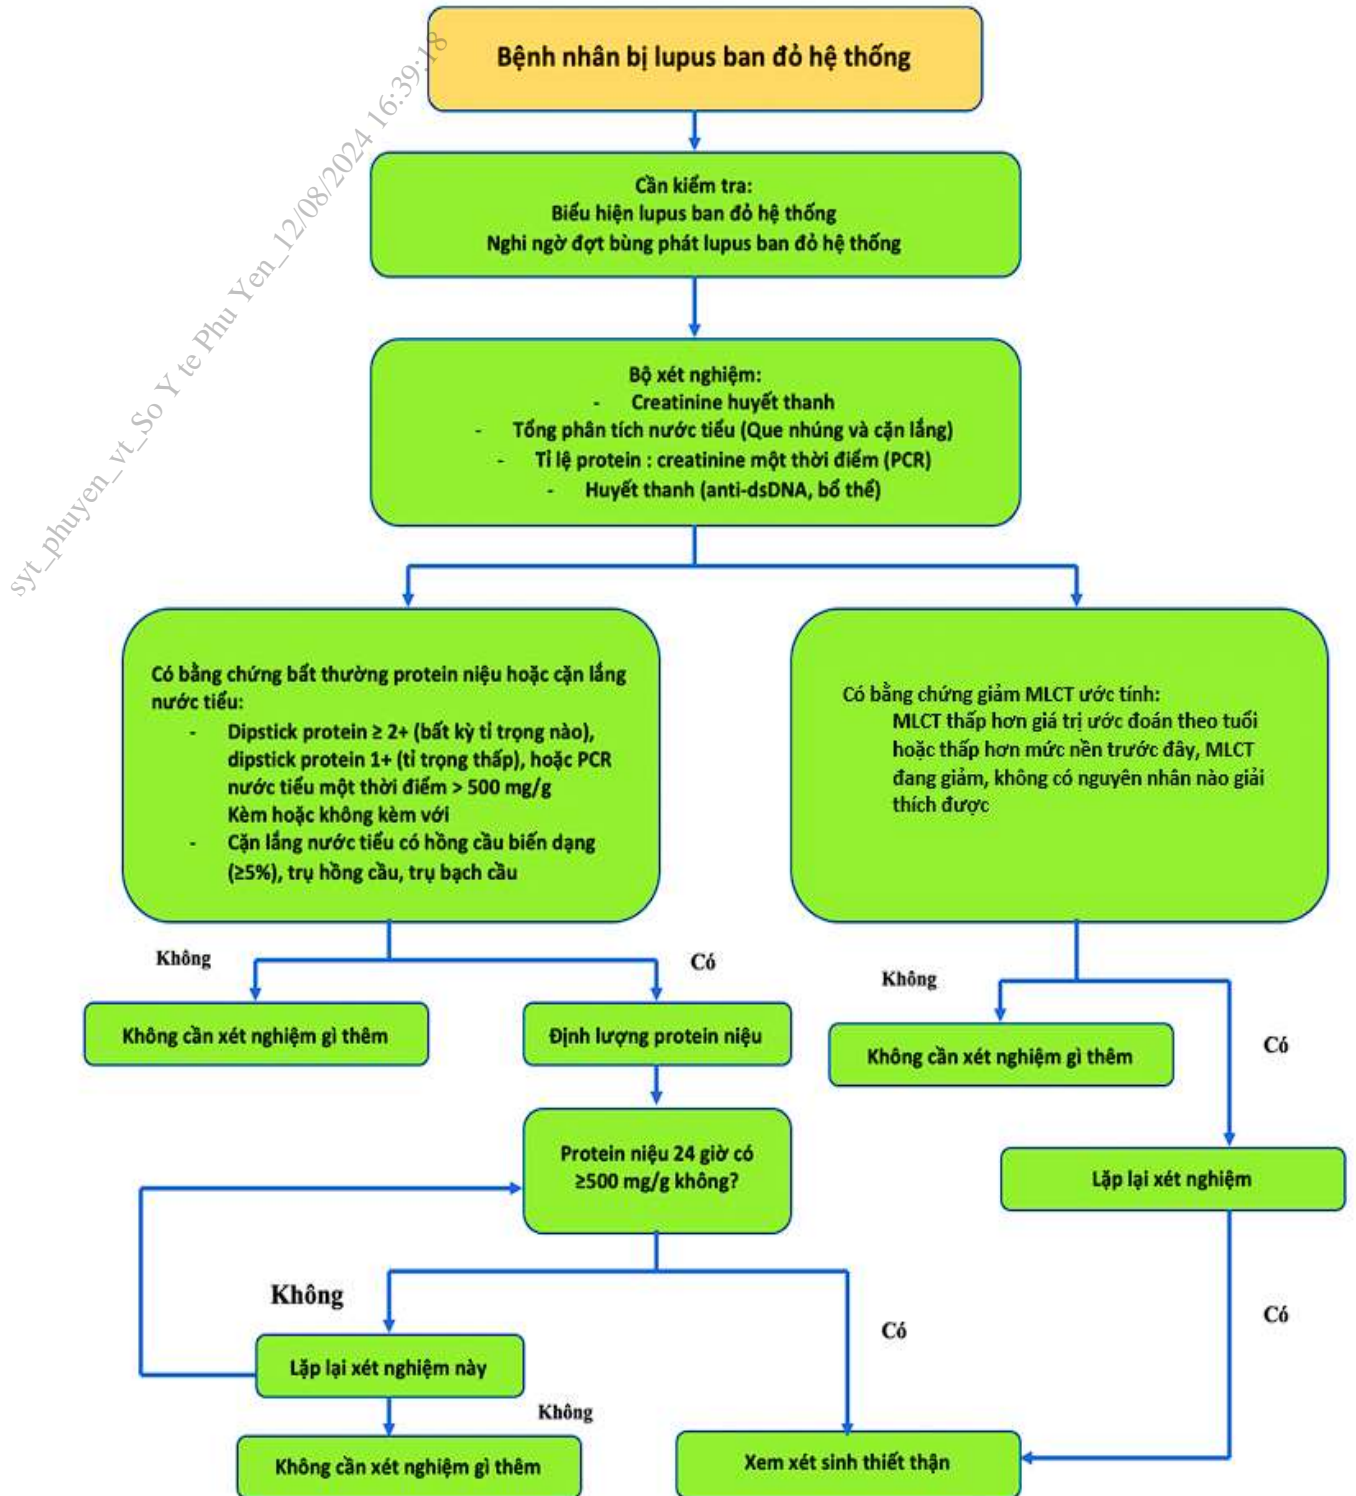 Bệnh nhân bị lupus ban đỏ hệ thống
syt_phuyen_vt_So Y te Phu Yen_12/08/2024 16:39:18
Cần kiểm tra:
Biểu hiện lupus ban đỏ hệ thống
Nghi ngờ đợt bùng phát lupus ban đỏ hệ thống
Bộ xét nghiệm:
- Creatinine huyết thanh
- Tổng phân tích nước tiểu (Que nhúng và cặn lắng)
- Tỉ lệ protein : creatinine một thời điểm (PCR)
- Huyết thanh (anti-dsDNA, bổ thể)
Có bằng chứng bất thường protein niệu hoặc cặn lắng
nước tiểu:
- Dipstick protein ≥ 2+ (bất kỳ tỉ trọng nào),
dipstick protein 1+ (tỉ trọng thấp), hoặc PCR
nước tiểu một thời điểm > 500 mg/g
Kèm hoặc không kèm với
- Cặn lắng nước tiểu có hồng cầu biến dạng
(≥5%), trụ hồng cầu, trụ bạch cầu
Có bằng chứng giảm MLCT ước tính:
MLCT thấp hơn giá trị ước đoán theo tuổi
hoặc thấp hơn mức nền trước đây, MLCT
đang giảm, không có nguyên nhân nào giải
thích được
Không
Có
Không cần xét nghiệm gì thêm
Định lượng protein niệu
Không
Có
Không cần xét nghiệm gì thêm
Protein niệu 24 giờ có
≥500 mg/g không?
Lặp lại xét nghiệm
Không
Có
Có
Lặp lại xét nghiệm này
Không
Không cần xét nghiệm gì thêm
Xem xét sinh thiết thận